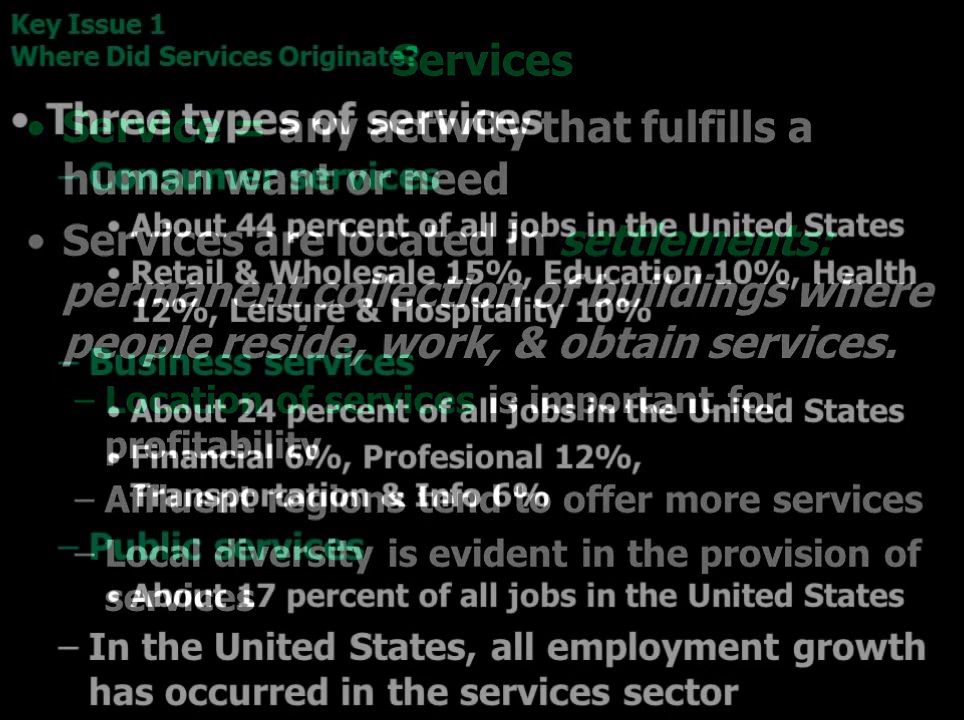 Key Issue 1
Where Did Services Originate?
• Three types of services
– Consumer services
• About 44 percent of all jobs in the United States
• Retail & Wholesale 15%, Education 10%, Health
12%, Leisure & Hospitality 10%
– Business services
• About 24 percent of all jobs in the United States
• Financial 6%, Profesional 12%,
Transportation & Info 6%
– Public services
• About 17 percent of all jobs in the United States
– In the United States, all employment growth
has occurred in the services sector
Services
• Service = any activity that fulfills a
human want or need
• Services are located in settlements:
permanent collection of buildings where
people reside, work, & obtain services.
– Location of services is important for
profitability
– Affluent regions tend to offer more services
– Local diversity is evident in the provision of
services